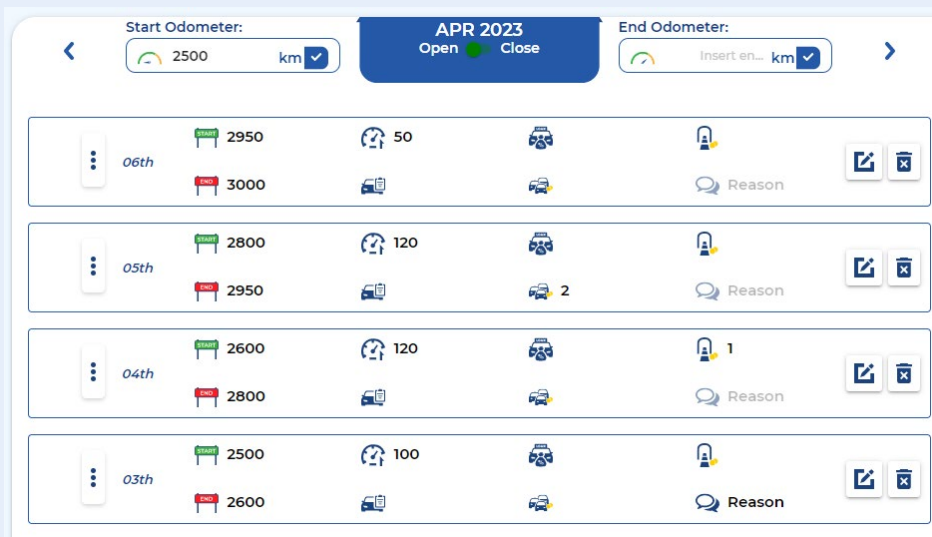 Start Odometer:
2500 km
APR 2023
Open Close
End Odometer:
Insert en... km
06th
START 2950
50
END 3000
Reason
05th
START 2800
120
END 2950
2
Reason
04th
START 2600
120
1
END 2800
Reason
03th
START 2500
100
END 2600
Reason